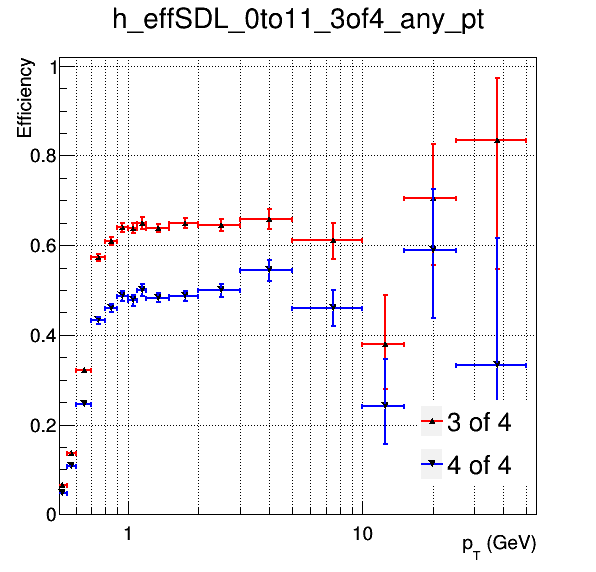 h_effSDL_0to11_3of4_any_pt
Efficiency
1
0.8
0.6
0.4
0.2
0
1
10
p_T (GeV)
3 of 4
4 of 4